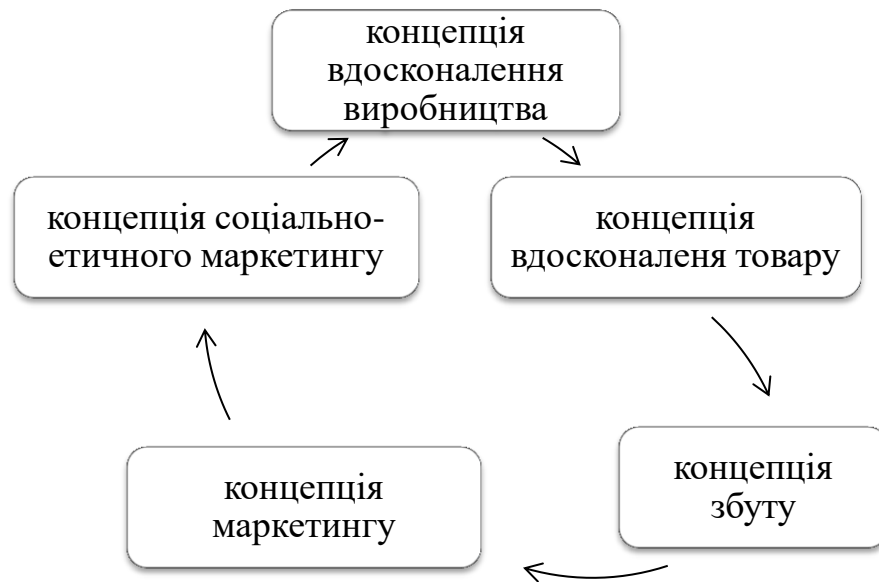 концепція
вдосконалення
виробництва
концепція соціально-
етичного маркетингу
концепція
вдосконаленя товару
концепція
маркетингу
концепція
збуту